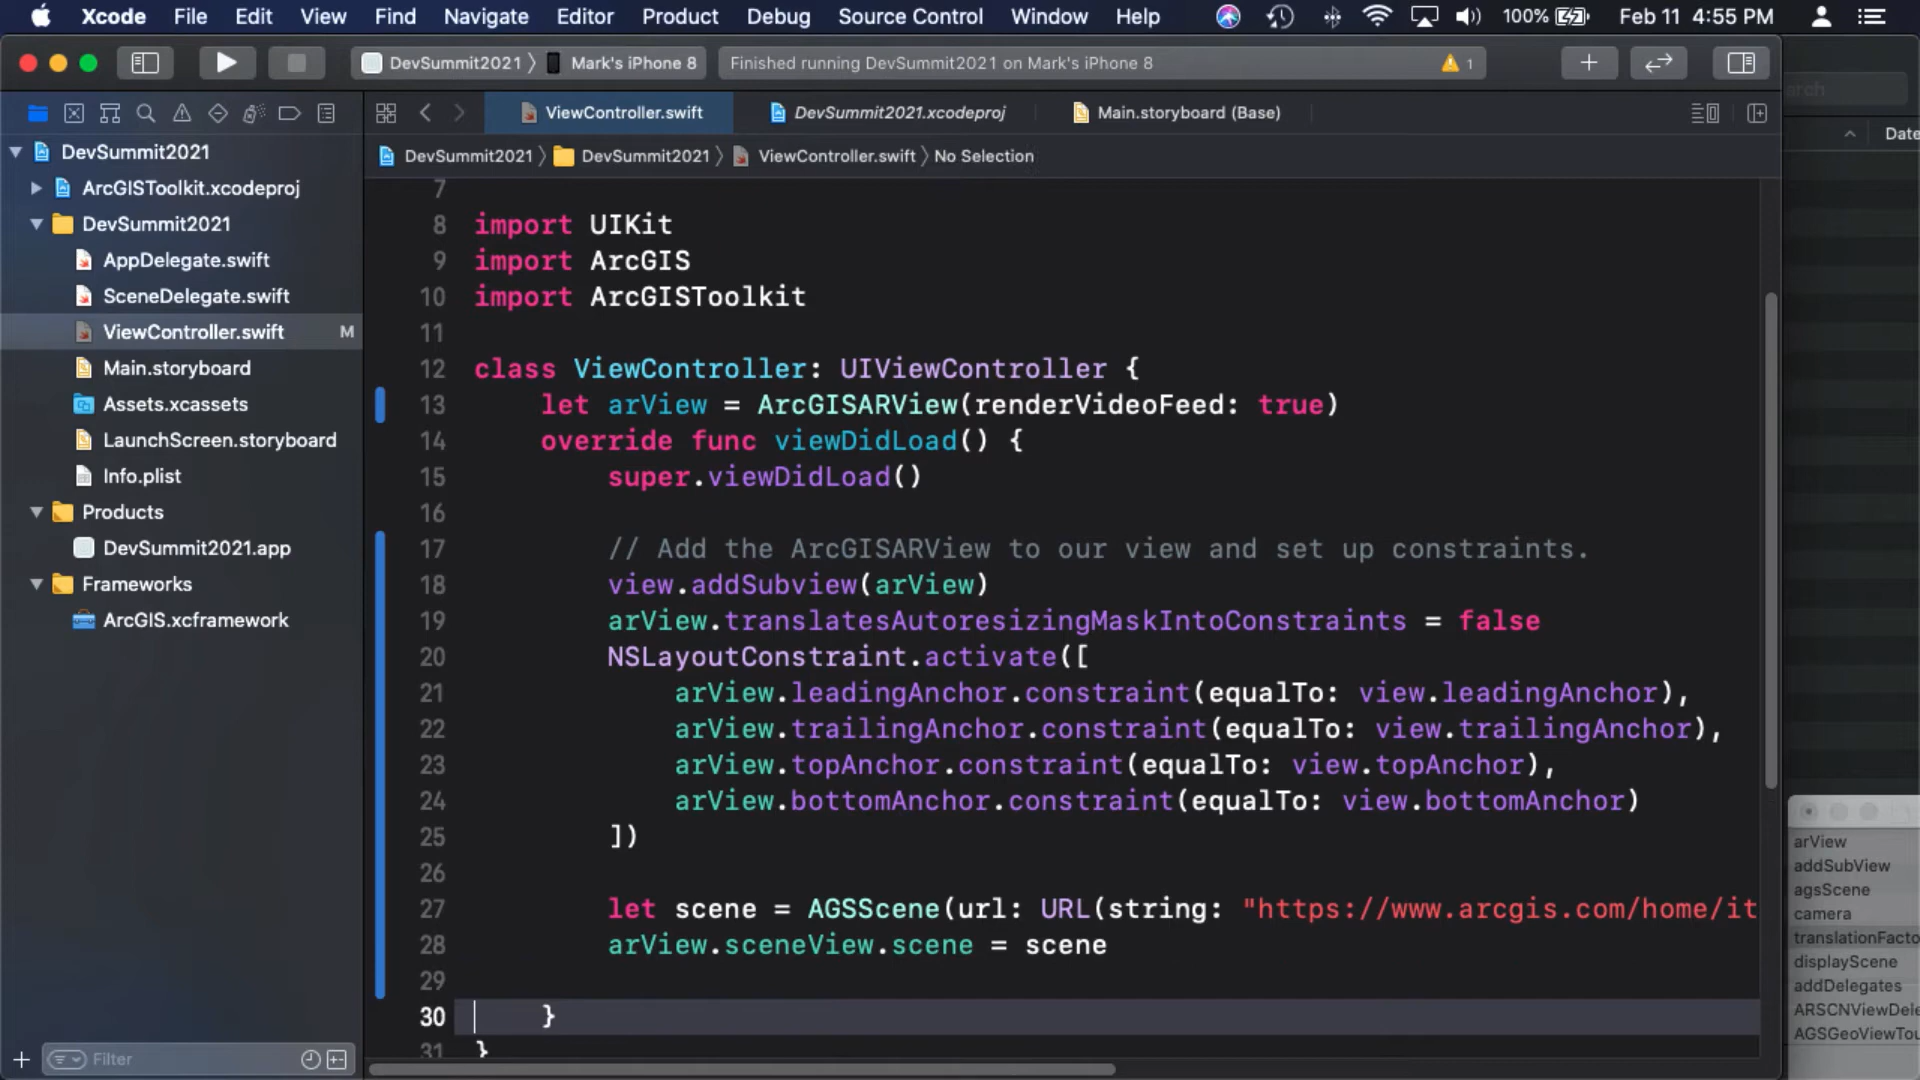 Xcode File Edit View Find Navigate Editor Product Debug Source Control Window Help 100% Feb 11 4:55 PM
DevSummit2021 Mark's iPhone 8 Finished running DevSummit2021 on Mark's iPhone 8 1
ViewController.swift DevSummit2021.xcodeproj Main.storyboard (Base)
Date
DevSummit2021 DevSummit2021 ViewController.swift No Selection
DevSummit2021
ArcGISToolkit.xcodeproj
DevSummit2021
AppDelegate.swift
SceneDelegate.swift
ViewController.swift M
Main.storyboard
Assets.xcassets
LaunchScreen.storyboard
Info.plist
Products
DevSummit2021.app
Frameworks
ArcGIS.xcframework
Filter
7
8 import UIKit
9 import ArcGIS
10 import ArcGISToolkit
11
12 class ViewController: UIViewController {
13 let arView = ArcGISARView(renderVideoFeed: true)
14 override func viewDidLoad() {
15 super.viewDidLoad()
16
17 // Add the ArcGISARView to our view and set up constraints.
18 view.addSubview(arView)
19 arView.translatesAutoresizingMaskIntoConstraints = false
20 NSLayoutConstraint.activate([
21 arView.leadingAnchor.constraint(equalTo: view.leadingAnchor),
22 arView.trailingAnchor.constraint(equalTo: view.trailingAnchor),
23 arView.topAnchor.constraint(equalTo: view.topAnchor),
24 arView.bottomAnchor.constraint(equalTo: view.bottomAnchor)
25 ])
26
27 let scene = AGSScene(url: URL(string: "https://www.arcgis.com/home/it
28 arView.sceneView.scene = scene
29
30 }
31 }
arView
addSubView
agsScene
camera
translationFacto
displayScene
addDelegates
ARSCNViewDele
AGSGeoViewTou